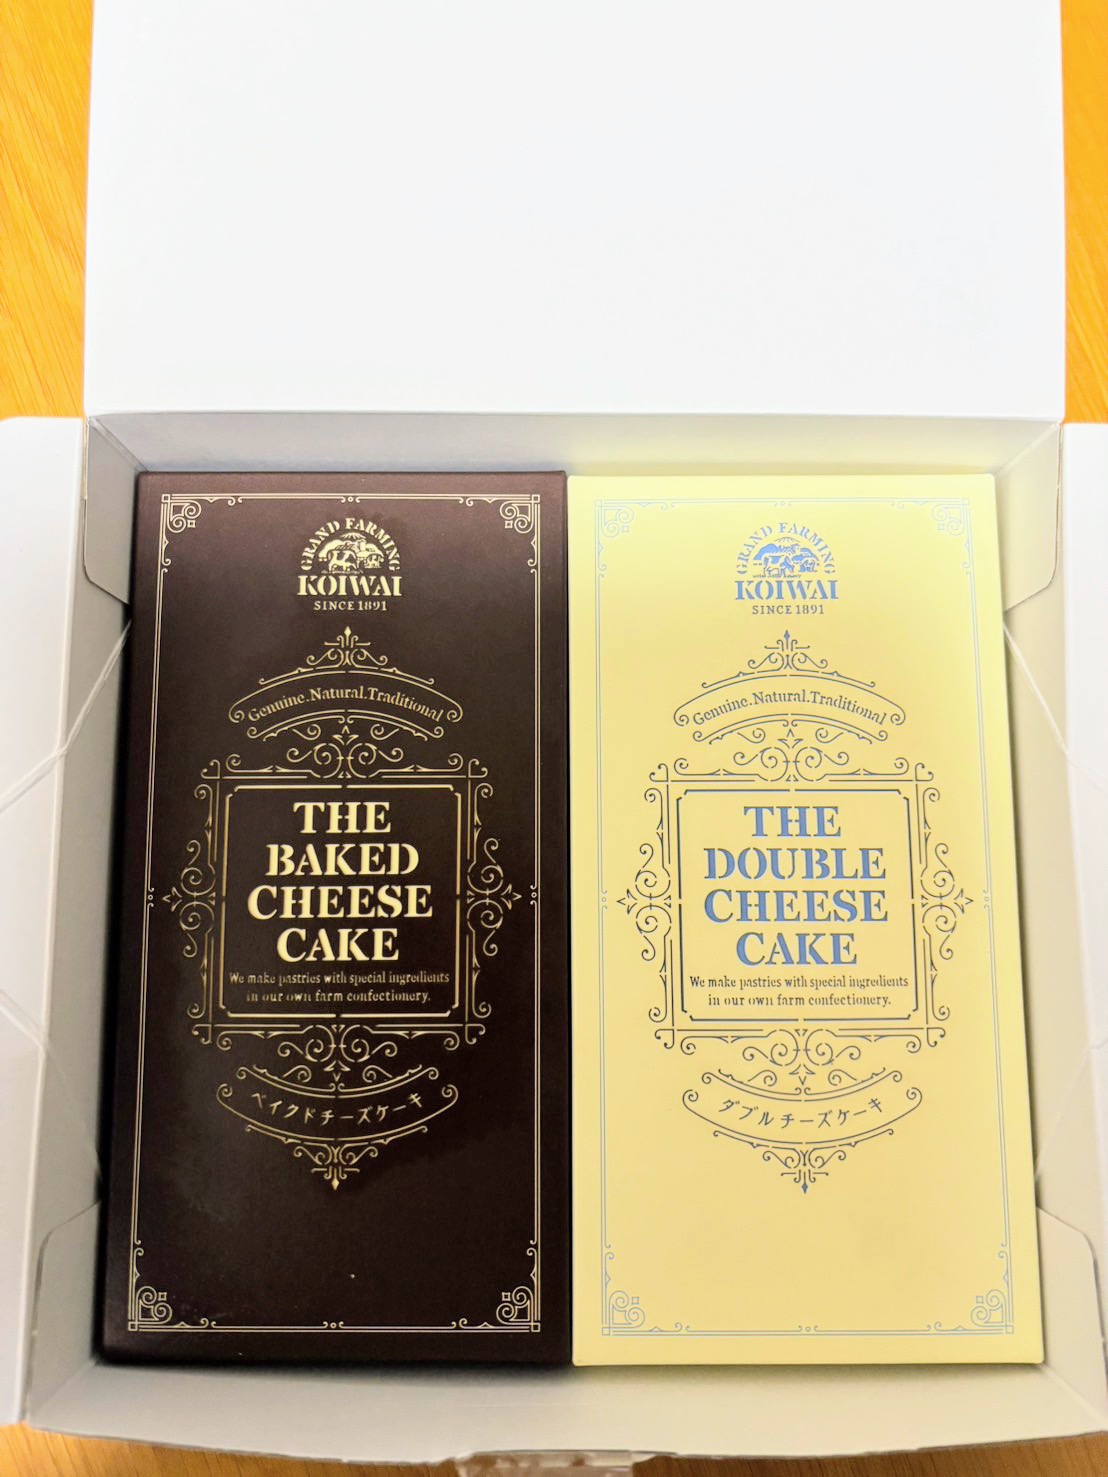 GRAND FARMING
KOIWAI
SINCE 1891
Genuine.Natural.Traditional
THE
BAKED
CHEESE
CAKE
We make pastries with special ingredients
in our own farm confectionery.
ベイクドチーズケーキ
GRAND FARMING
KOIWAI
SINCE 1891
Genuine.Natural.Traditional
THE
DOUBLE
CHEESE
CAKE
We make pastries with special ingredients
in our own farm confectionery.
ダブルチーズケーキ